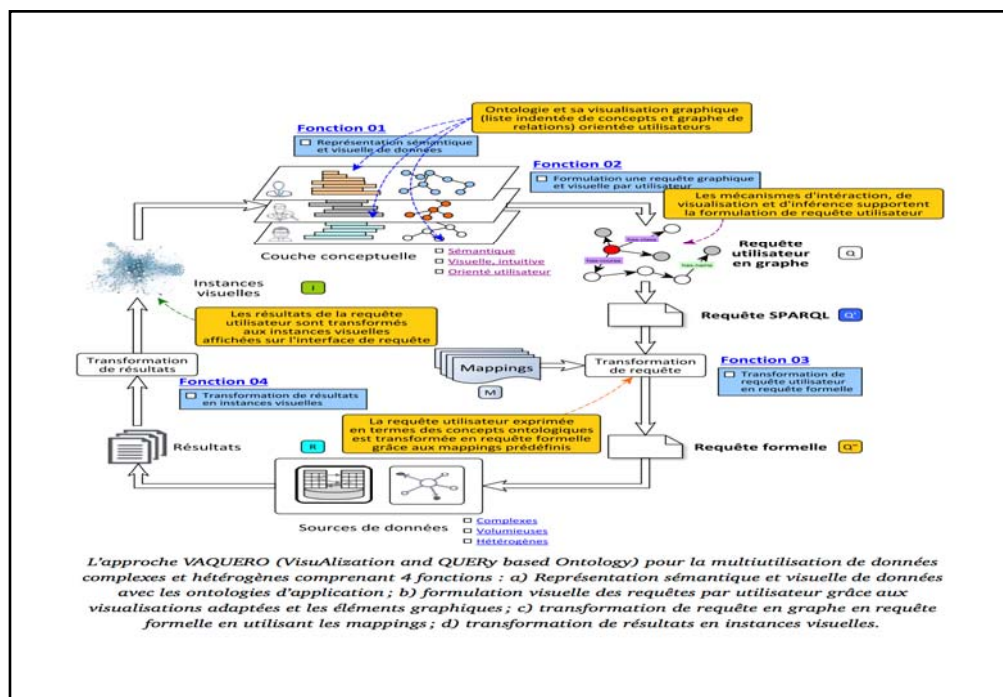 Ontologie et sa visualisation graphique
(liste indentée de concepts et graphe de
relations) orientée utilisateurs
Fonction 01
Représentation sémantique
et visuelle de données
Fonction 02
Formulation une requête graphique
et visuelle par utilisateur
Les mécanismes d'intéraction, de
visualisation et d'inférence supportent
la formulation de requête utilisateur
Couche conceptuelle
Sémantique
Visuelle, intuitive
Orienté utilisateur
Requête
utilisateur
en graphe
Q
Instances
visuelles
I
Les résultats de la requête
utilisateur sont transformés
aux instances visuelles
affichées sur l'interface de requête
Requête SPARQL
Q'
Transformation
de résultats
Mappings
M
Transformation
de requête
Fonction 03
Transformation de
requête utilisateur
en requête formelle
Fonction 04
Transformation de résultats
en instances visuelles
La requête utilisateur exprimée
en termes des concepts ontologiques
est transformée en requête formelle
grâce aux mappings prédéfinis
Résultats
R
Requête formelle
Q"
Sources de données
Complexes
Volumieuses
Hétérogènes
L'approche VAQUERO (VisuAlization and QUERy based Ontology) pour la multiutilisation de données
complexes et hétérogènes comprenant 4 fonctions : a) Représentation sémantique et visuelle de données
avec les ontologies d'application ; b) formulation visuelle des requêtes par utilisateur grâce aux
visualisations adaptées et les éléments graphiques ; c) transformation de requête en graphe en requête
formelle en utilisant les mappings ; d) transformation de résultats en instances visuelles.